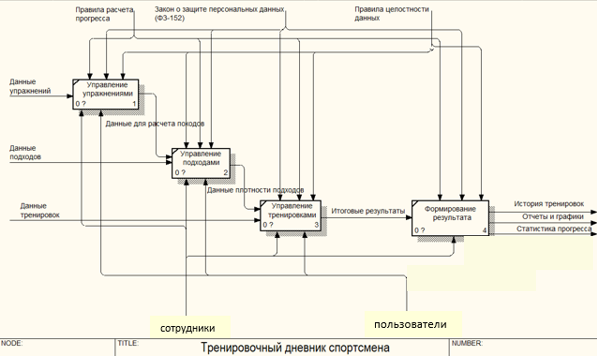 Правила расчета
прогресса
Закон о защите персональных данных
(ФЗ-152)
Правила целостности
данных
Данные
упражнений
Управление
упражнениями
0 ?
1
Данные для расчета покодов
Данные
подходов
Управление
подходами
0 ?
2
Данные плотности подходов
Данные
тренировок
Управление
тренировками
0 ?
3
Итоговые результаты
Формирование
результата
0 ?
4
История тренировок
Отчеты и графики
Статистика прогресса
сотрудники
пользователи
NODE:
TITLE:
Тренировочный дневник спортсмена
NUMBER: